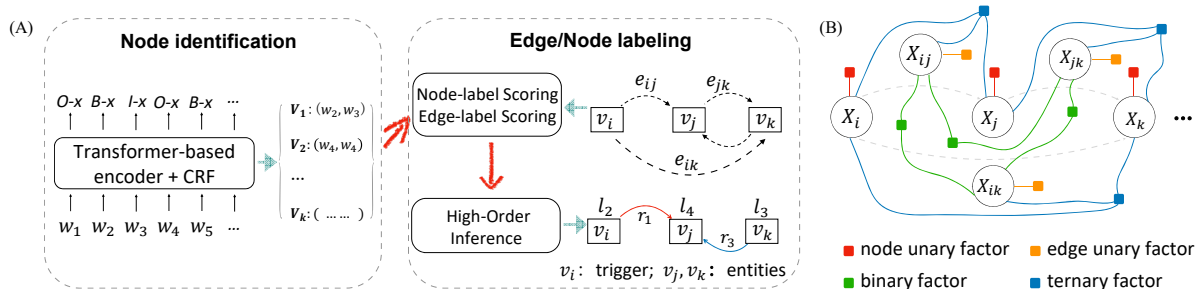 (A)
Node identification
O-x B-x I-x O-x B-x ...
Transformer-based
encoder + CRF
w₁ w₂ w₃ w₄ w₅ ...
V₁: (w₂, w₃)
V₂: (w₄, w₄)
...
Vₖ: ( ... ... )
Edge/Node labeling
Node-label Scoring
Edge-label Scoring
eᵢⱼ eⱼₖ
vᵢ vⱼ vₖ
eᵢₖ
High-Order
Inference
l₂ l₄ l₃
r₁
vᵢ vⱼ vₖ
r₃
vᵢ: trigger; vⱼ, vₖ: entities
(B)
Xᵢⱼ Xⱼₖ
Xᵢ Xⱼ Xₖ ...
Xᵢₖ
node unary factor edge unary factor
binary factor ternary factor